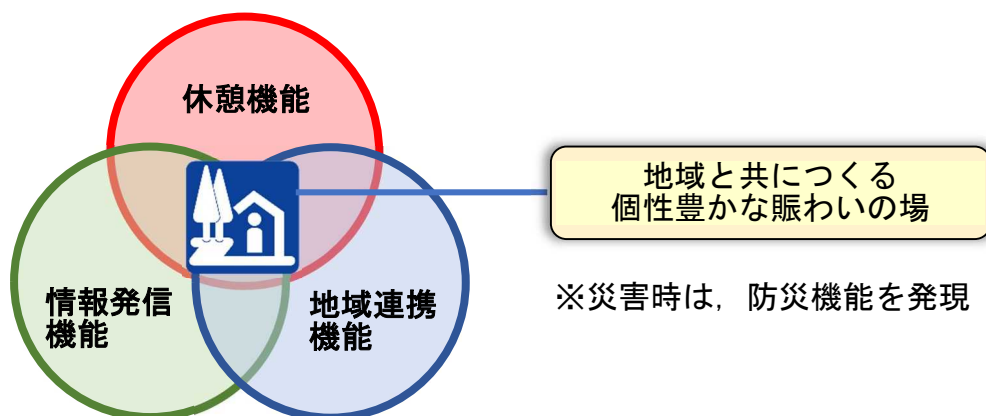 休憩機能
地域と共につくる
個性豊かな賑わいの場
情報発信
機能
地域連携
機能
※災害時は，防災機能を発現